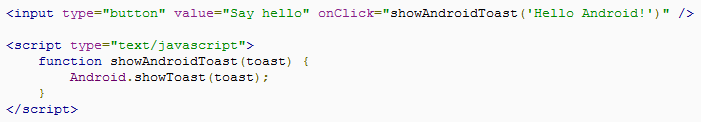 <input type="button" value="Say hello" onClick="showAndroidToast('Hello Android!')" />
<script type="text/javascript">
function showAndroidToast(toast) {
Android.showToast(toast);
}
</script>